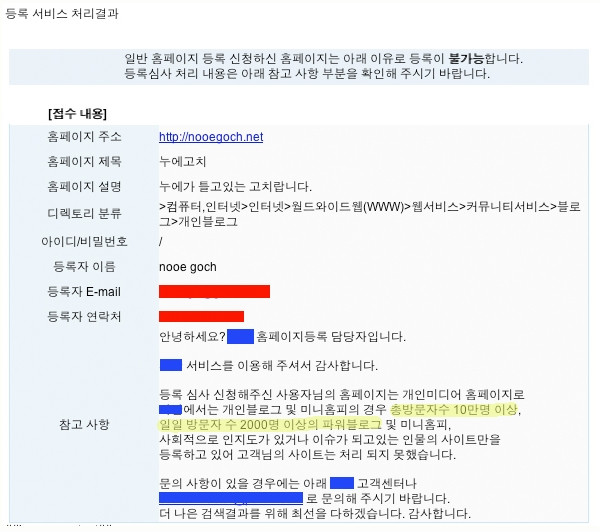 등록 서비스 처리결과
일반 홈페이지 등록 신청하신 홈페이지는 아래 이유로 등록이 불가능합니다.
등록심사 처리 내용은 아래 참고 사항 부분을 확인해 주시기 바랍니다.
[접수 내용]
홈페이지 주소 http://nooegoch.net
홈페이지 제목 누에고치
홈페이지 설명 누에가 틀고있는 고치랍니다.
디렉토리 분류 >컴퓨터,인터넷>인터넷>월드와이드웹(WWW)>웹서비스>커뮤니티서비스>블로
그>개인블로그
아이디/비밀번호 /
등록자 이름 nooe goch
등록자 E-mail
등록자 연락처
참고 사항
안녕하세요? 홈페이지등록 담당자입니다.
서비스를 이용해 주셔서 감사합니다.
등록 심사 신청해주신 사용자님의 홈페이지는 개인미디어 홈페이지로
에서는 개인블로그 및 미니홈피의 경우 총방문자수 10만명 이상,
일일 방문자 수 2000명 이상의 파워블로그 및 미니홈피,
사회적으로 인지도가 있거나 이슈가 되고있는 인물의 사이트만을
등록하고 있어 고객님의 사이트는 처리 되지 못했습니다.
문의 사항이 있을 경우에는 아래 고객센터나
로 문의해 주시기 바랍니다.
더 나은 검색결과를 위해 최선을 다하겠습니다. 감사합니다.